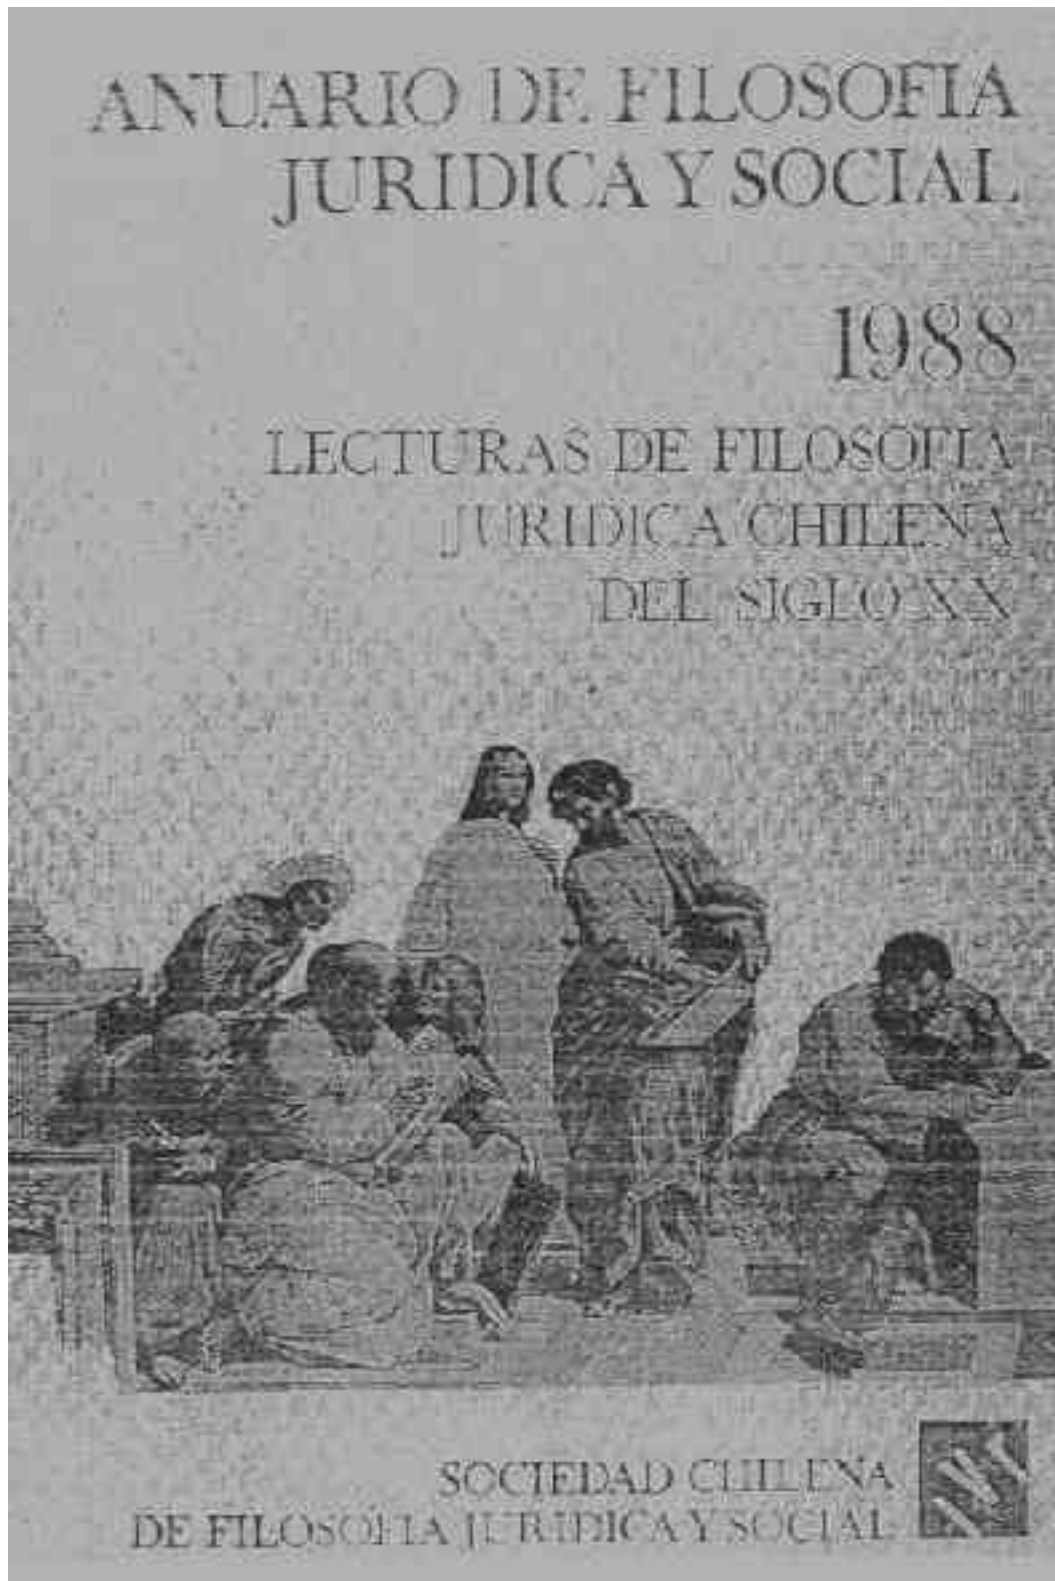 ANUARIO DE FILOSOFIA
JURIDICA Y SOCIAL
1988
LECTURAS DE FILOSOFIA
JURIDICA CHILENA
DEL SIGLO XX
SOCIEDAD CHILENA
DE FILOSOFIA JURIDICA Y SOCIAL